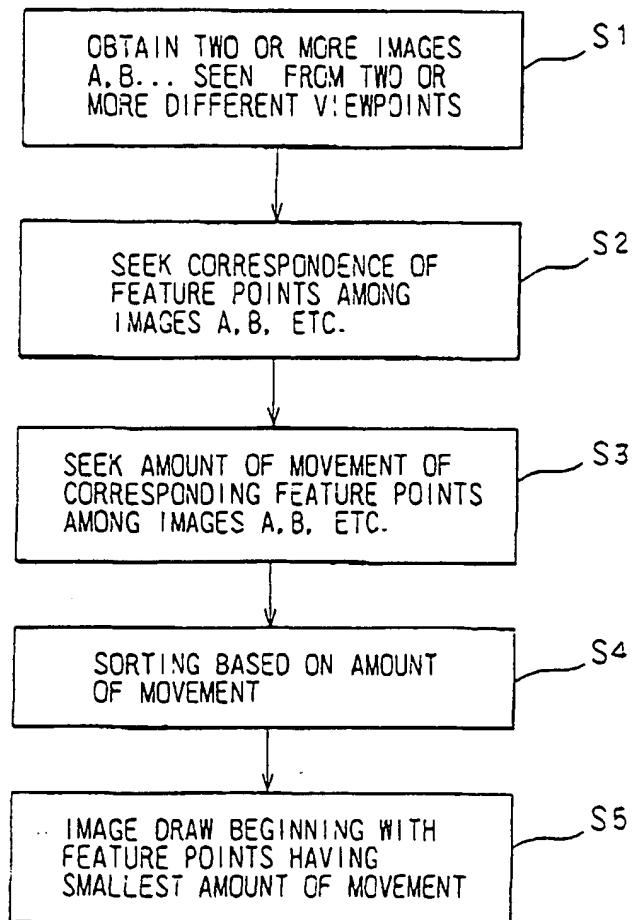 OBTAIN TWO OR MORE IMAGES
A,B... SEEN FROM TWO OR
MORE DIFFERENT VIEWPOINTS
S1
SEEK CORRESPONDENCE OF
FEATURE POINTS AMONG
IMAGES A,B, ETC.
S2
SEEK AMOUNT OF MOVEMENT OF
CORRESPONDING FEATURE POINTS
AMONG IMAGES A,B, ETC.
S3
SORTING BASED ON AMOUNT
OF MOVEMENT
S4
IMAGE DRAW BEGINNING WITH
FEATURE POINTS HAVING
SMALLEST AMOUNT OF MOVEMENT
S5